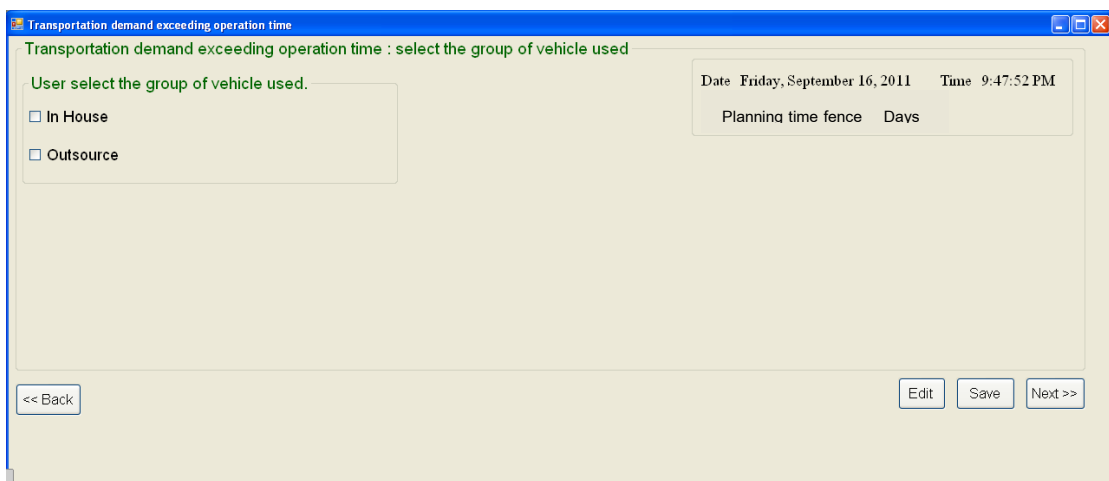 Transportation demand exceeding operation time
Transportation demand exceeding operation time : select the group of vehicle used
User select the group of vehicle used.
In House
Outsource
Date Friday, September 16, 2011 Time 9:47:52 PM
Planning time fence Days
<< Back
Edit Save Next >>